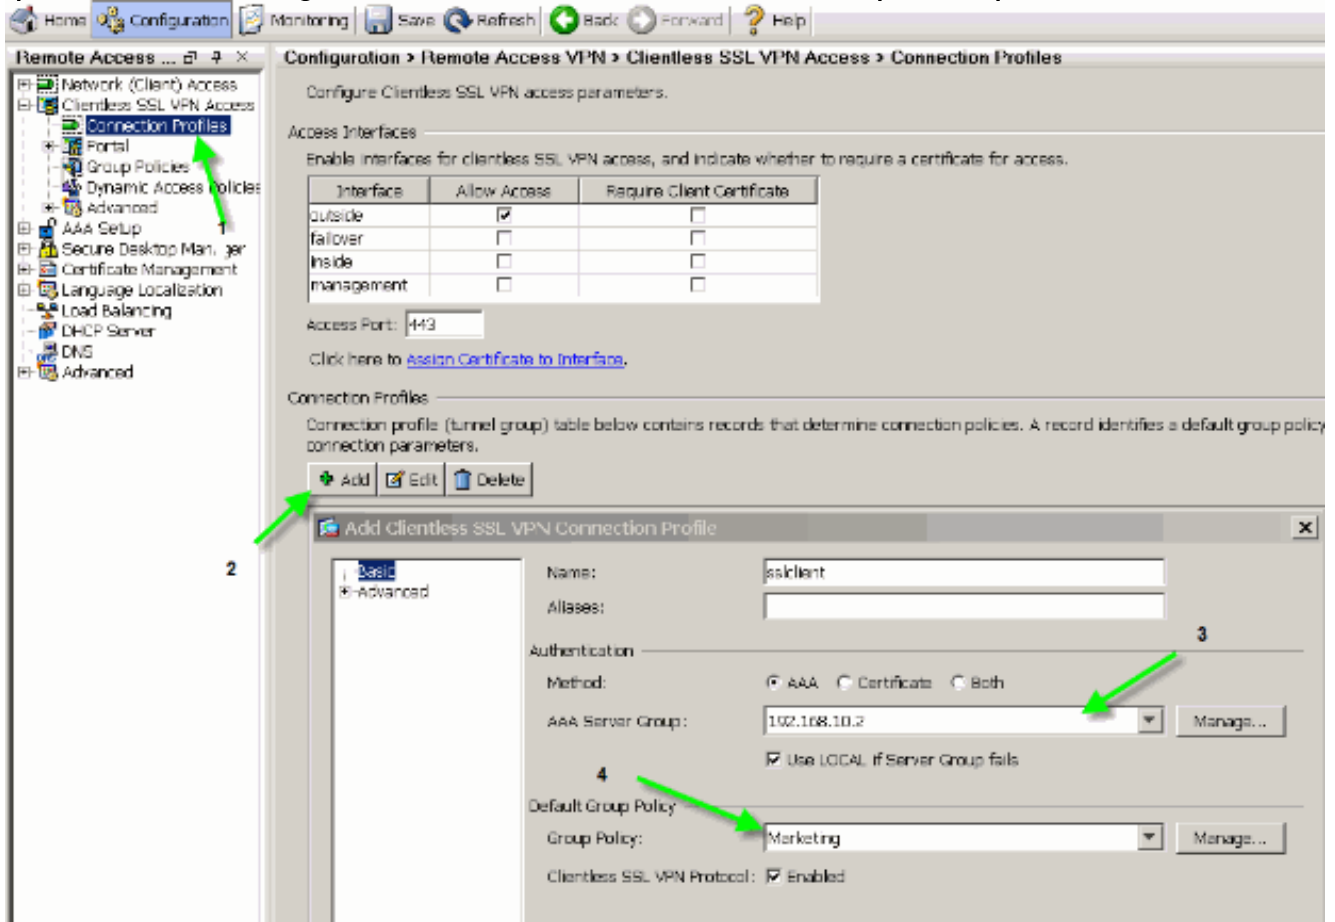 Home Configuration Monitoring Save Refresh Back Forward Help
Remote Access ...
Network (Client) Access
Clientless SSL VPN Access
Connection Profiles
Portal
Group Policies
Dynamic Access Policies
Advanced
1
AAA Setup
Secure Desktop Man. ger
Certificate Management
Language Localization
Load Balancing
DHCP Server
DNS
Advanced
2
Configuration > Remote Access VPN > Clientless SSL VPN Access > Connection Profiles
Configure Clientless SSL VPN access parameters.
Access Interfaces
Enable interfaces for clientless SSL VPN access, and indicate whether to require a certificate for access.
Interface Allow Access Require Client Certificate
outside
failover
inside
management
Access Port: 443
Click here to Assign Certificate to Interface.
Connection Profiles
Connection profile (tunnel group) table below contains records that determine connection policies. A record identifies a default group policy
connection parameters.
Add Edit Delete
Add Clientless SSL VPN Connection Profile
Basic
Advanced
Name: sslclient
Aliases:
3
Authentication
Method: AAA Certificate Both
AAA Server Group: 192.168.10.2 Manage...
Use LOCAL if Server Group fails
4
Default Group Policy
Group Policy: Marketing Manage...
Clientless SSL VPN Protocol: Enabled